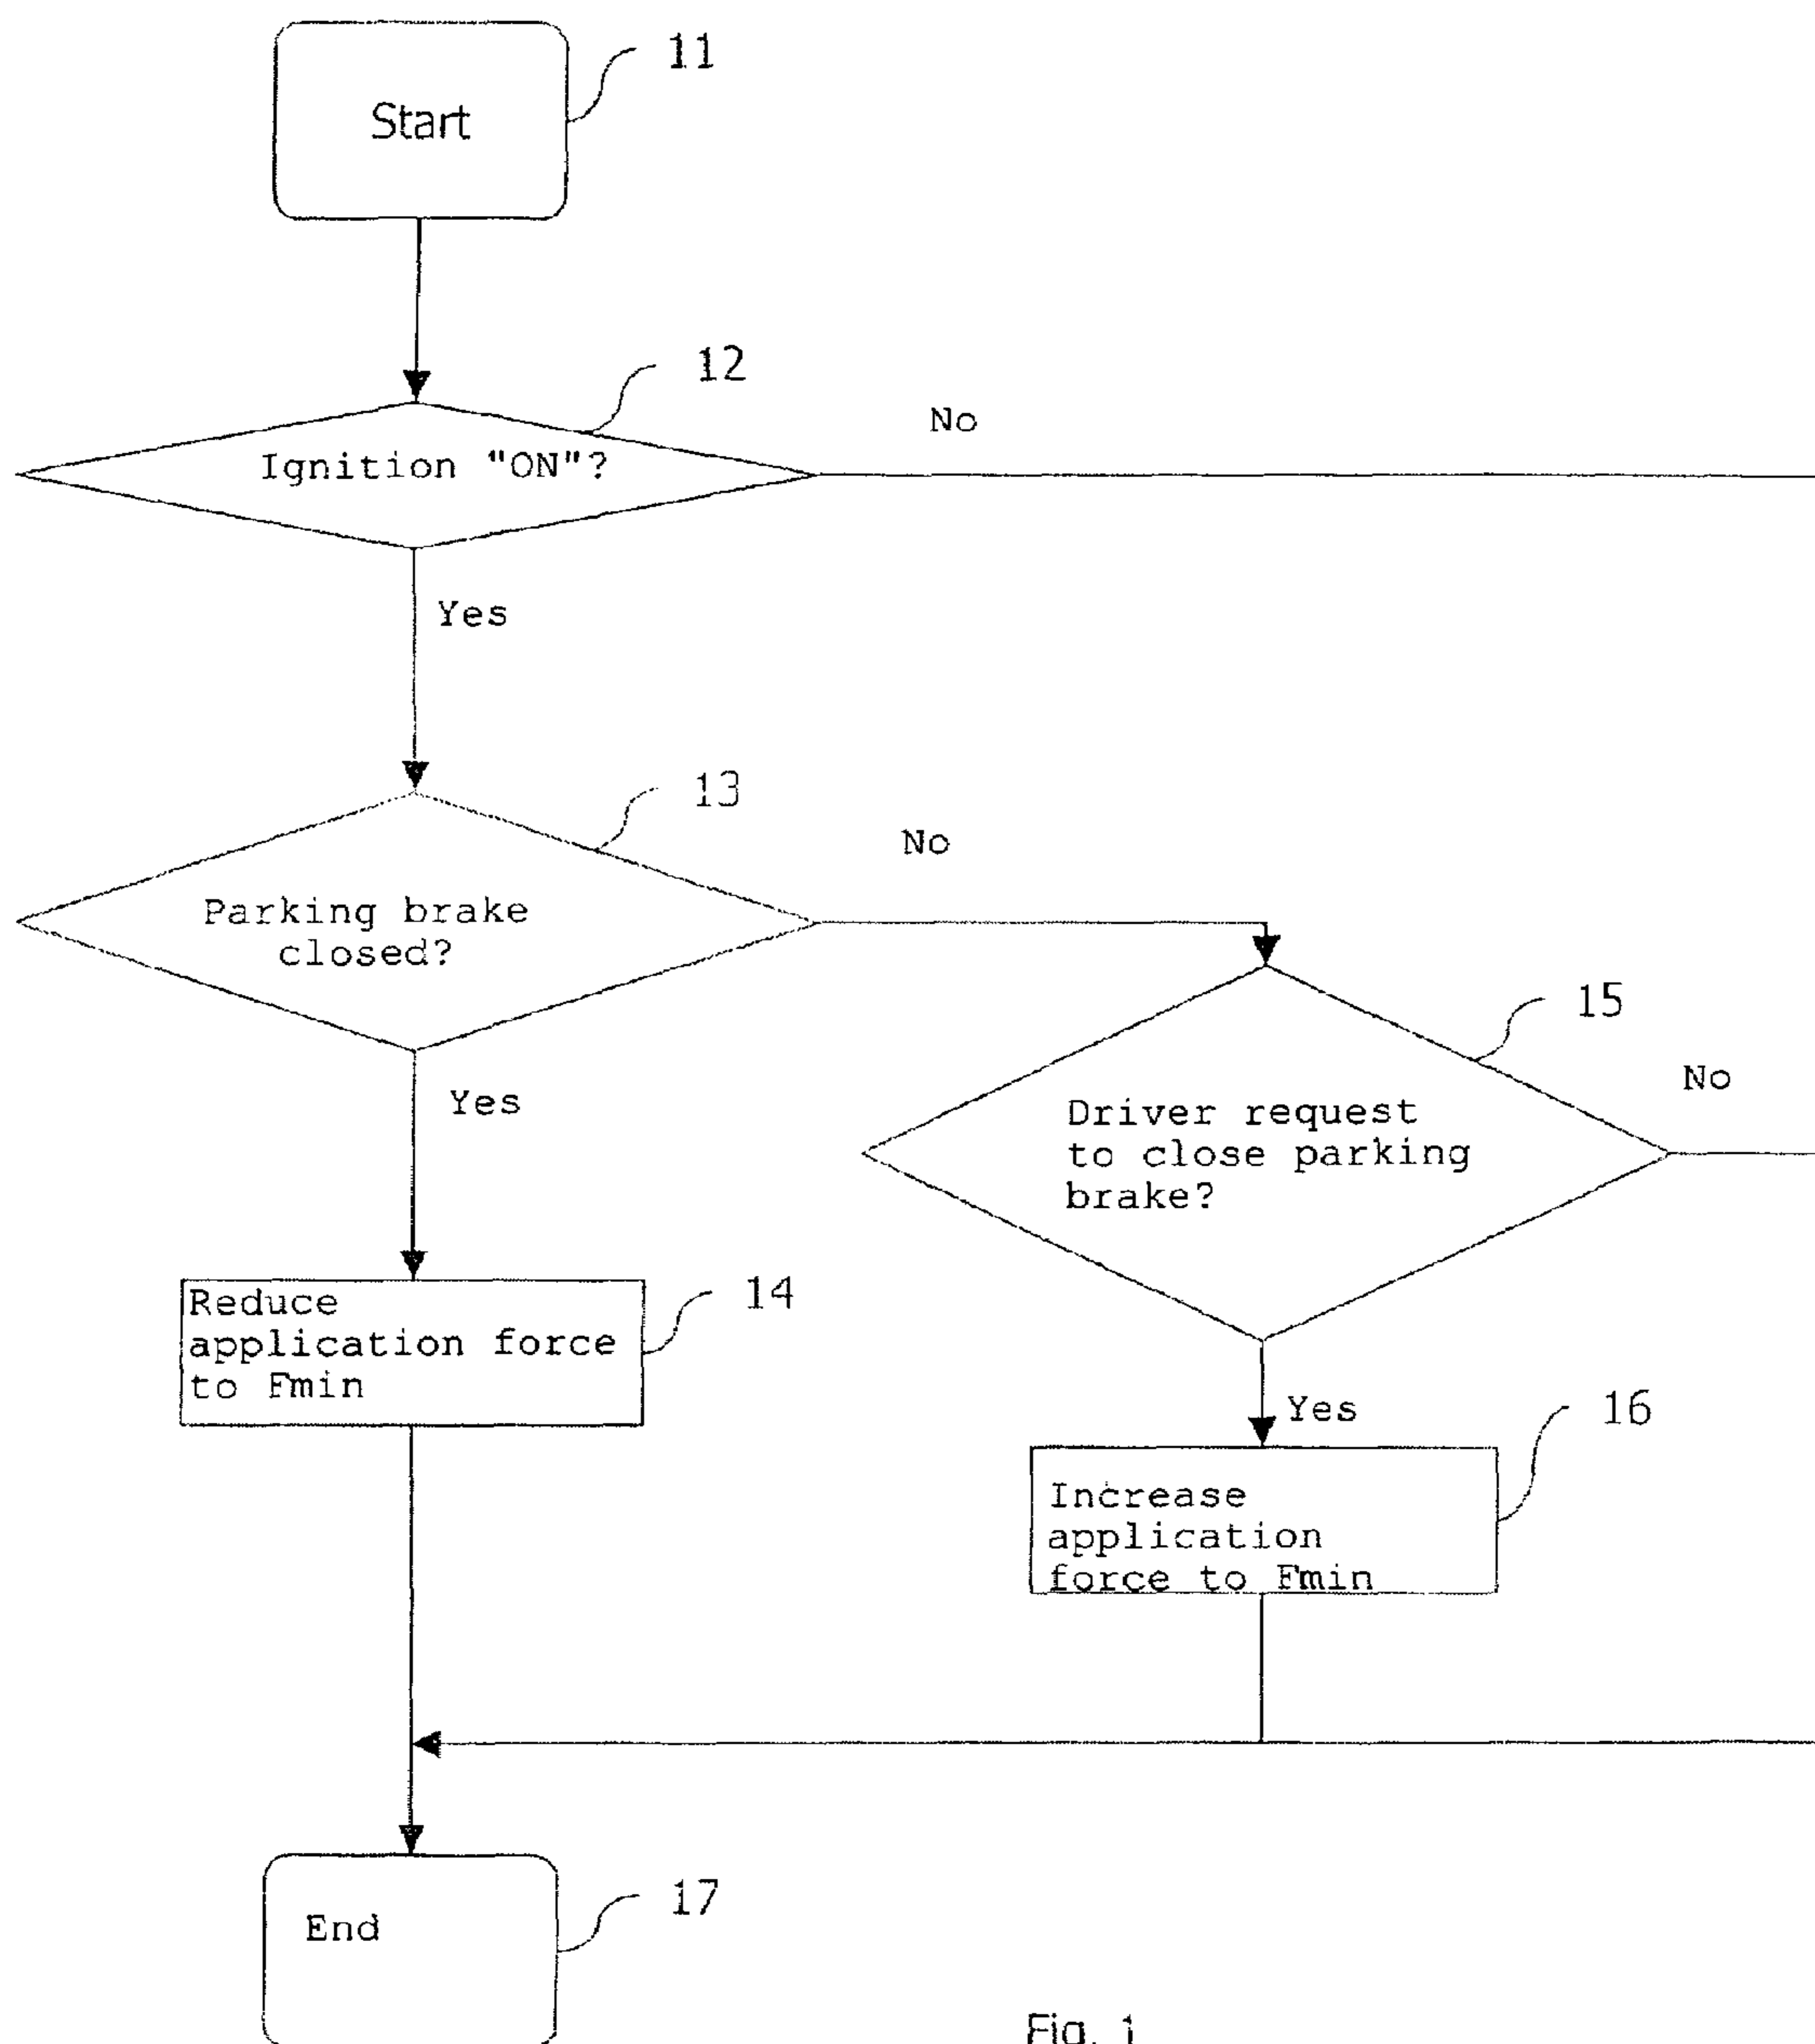 Start
11
12
Ignition "ON"?
No
Yes
13
No
Parking brake
closed?
15
Yes
No
Driver request
to close parking
brake?
14
Reduce
application force
to Fmin
Yes
16
Increase
application
force to Fmin
17
End
Fig. 1